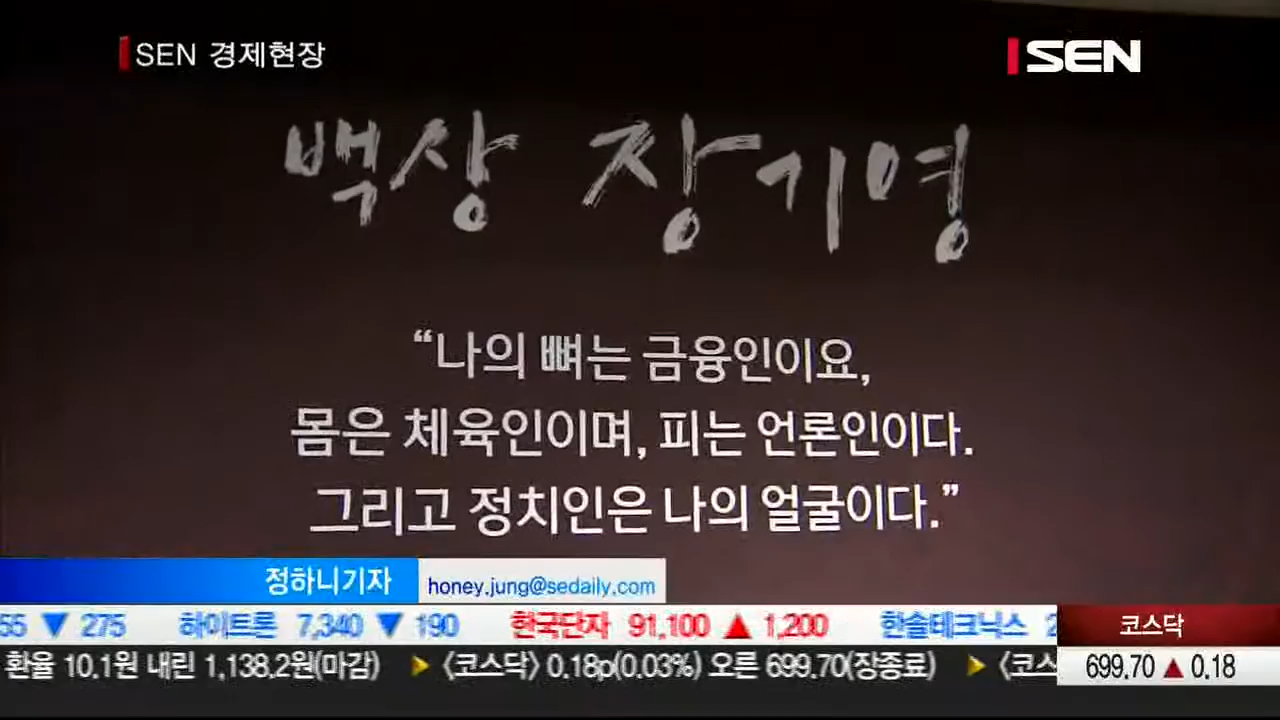 SEN 경제현장
SEN
백상 장기영
“나의 뼈는 금융인이요,
몸은 체육인이며, 피는 언론인이다.
그리고 정치인은 나의 얼굴이다.”
정하니기자
honey.jung@sedaily.com
55 ▼ 275 하이트론 7,340 ▼ 190 한국단자 91,100 ▲ 1,200 한솔테크닉스 2
코스닥
환율 10.1원 내린 1,138.2원(마감) ▶ 〈코스닥〉 0.18p(0.03%) 오른 699.70(장종료) ▶ 〈코스
699.70 ▲ 0.18